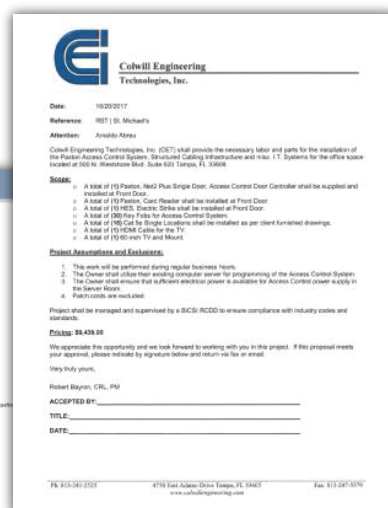 Colwill Engineering
Technologies, Inc.
Date: 10/20/2017
Reference: RBT | St. Michael's
Attention: Arnaldo Abreu
Colwill Engineering Technologies, Inc. (CET) shall provide the necessary labor and parts for the installation of
the Paxton Access Control System, Structured Cabling Infrastructure and misc. I.T. Systems for the office space
located at 500 N. Westshore Blvd. Suite 620 Tampa, FL 33609
Scope:
o A total of (1) Paxton, Net2 Plus Single Door, Access Control Door Controller shall be supplied and
installed at Front Door.
o A total of (1) Paxton, Card Reader shall be installed at Front Door.
o A total of (1) HES, Electric Strike shall be installed at Front Door.
o A total of (30) Key Fobs for Access Control System.
o A total of (16) Cat 5e Single Locations shall be installed as per client furnished drawings.
o A total of (1) HDMI Cable for the TV.
o A total of (1) 60-inch TV and Mount.
Project Assumptions and Exclusions:
1. This work will be performed during regular business hours.
2. The Owner shall utilize their existing computer server for programming of the Access Control System.
3. The Owner shall ensure that sufficient electrical power is available for Access Control power supply in
the Server Room.
4. Patch cords are excluded.
Project shall be managed and supervised by a BICSI RCDD to ensure compliance with industry codes and
standards.
Pricing: $9,439.00
We appreciate this opportunity and we look forward to working with you in this project. If this proposal meets
your approval, please indicate by signature below and return via fax or email.
Very truly yours,
Robert Bayron, CRL, PM
ACCEPTED BY:
TITLE:
DATE:
Ph: 813-241-2525 4750 East Adamo Drive Tampa, FL 33605 Fax: 813-247-5579
www.colwillengineering.com